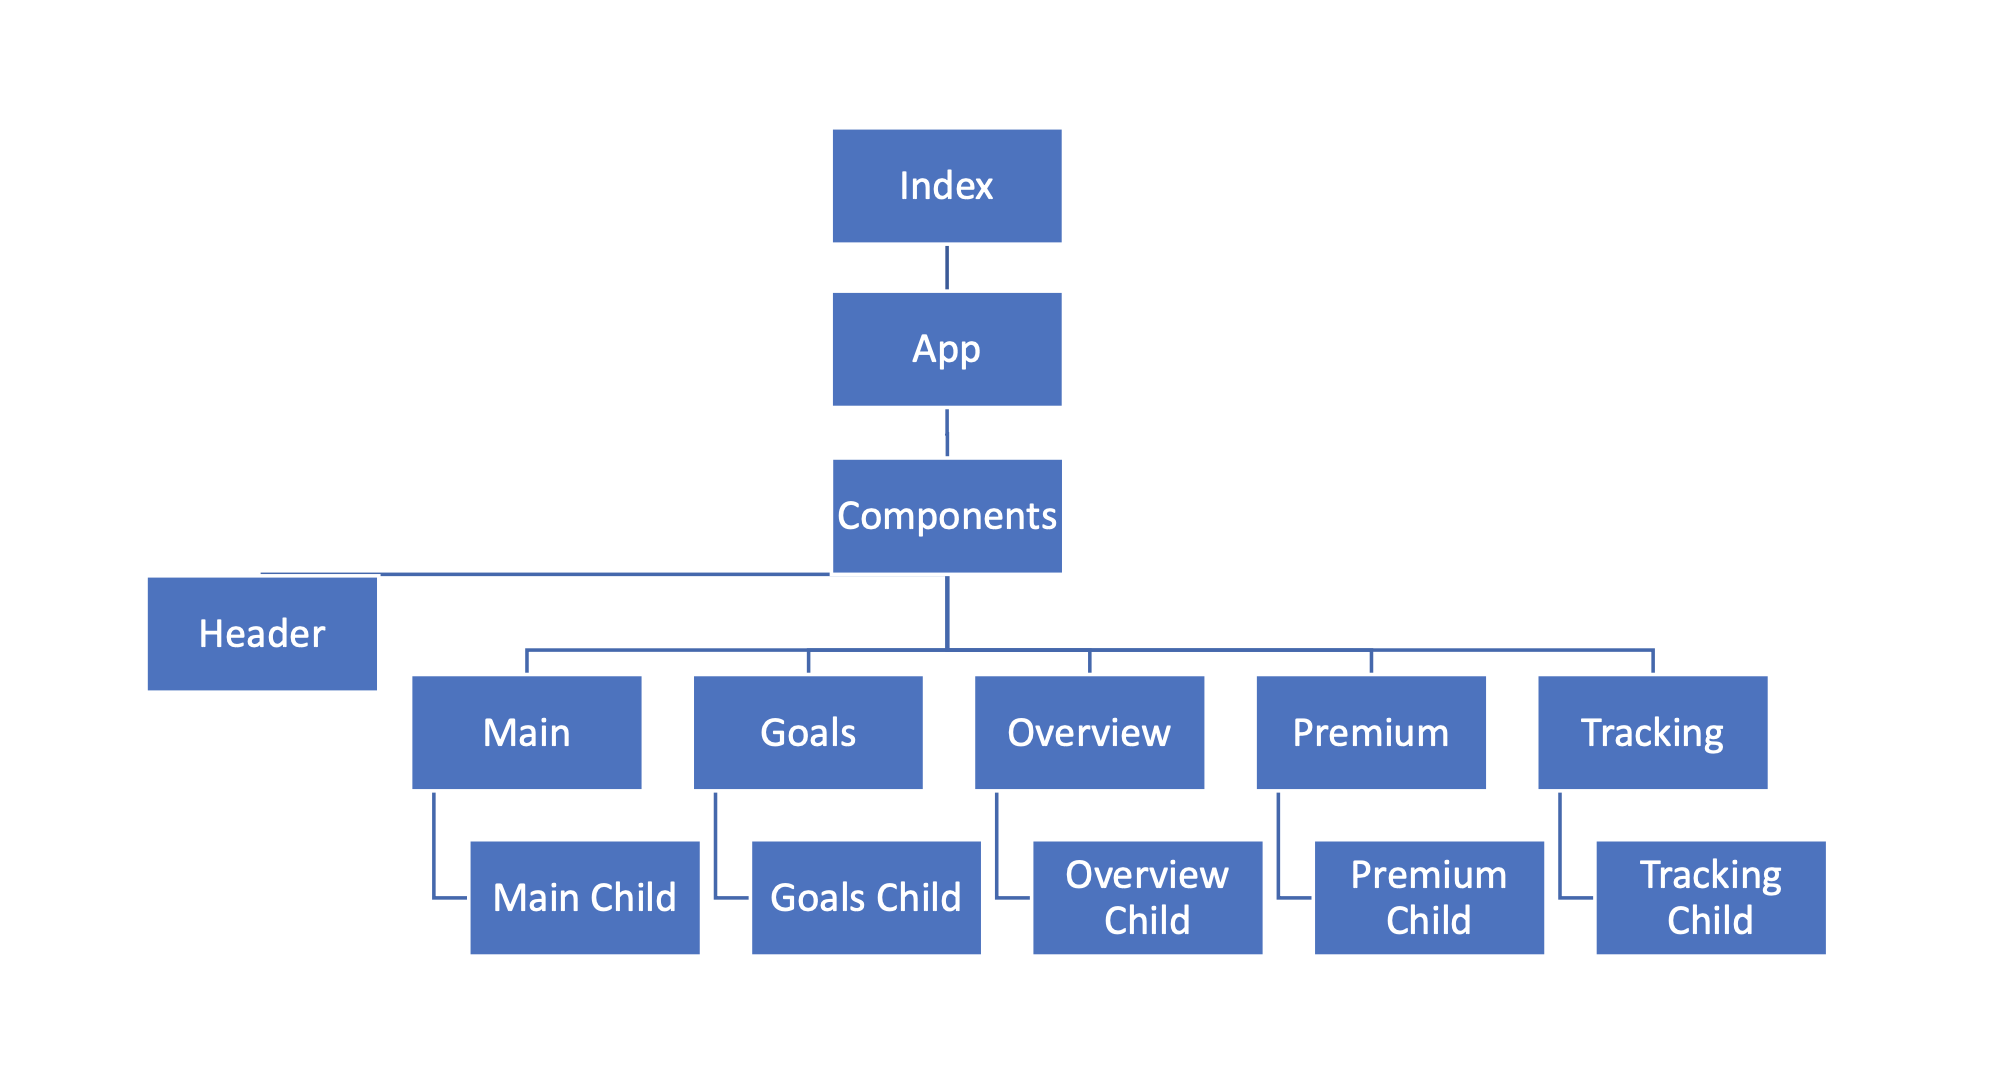 Index
App
Components
Header
Main
Goals
Overview
Premium
Tracking
Main Child
Goals Child
Overview
Child
Premium
Child
Tracking
Child